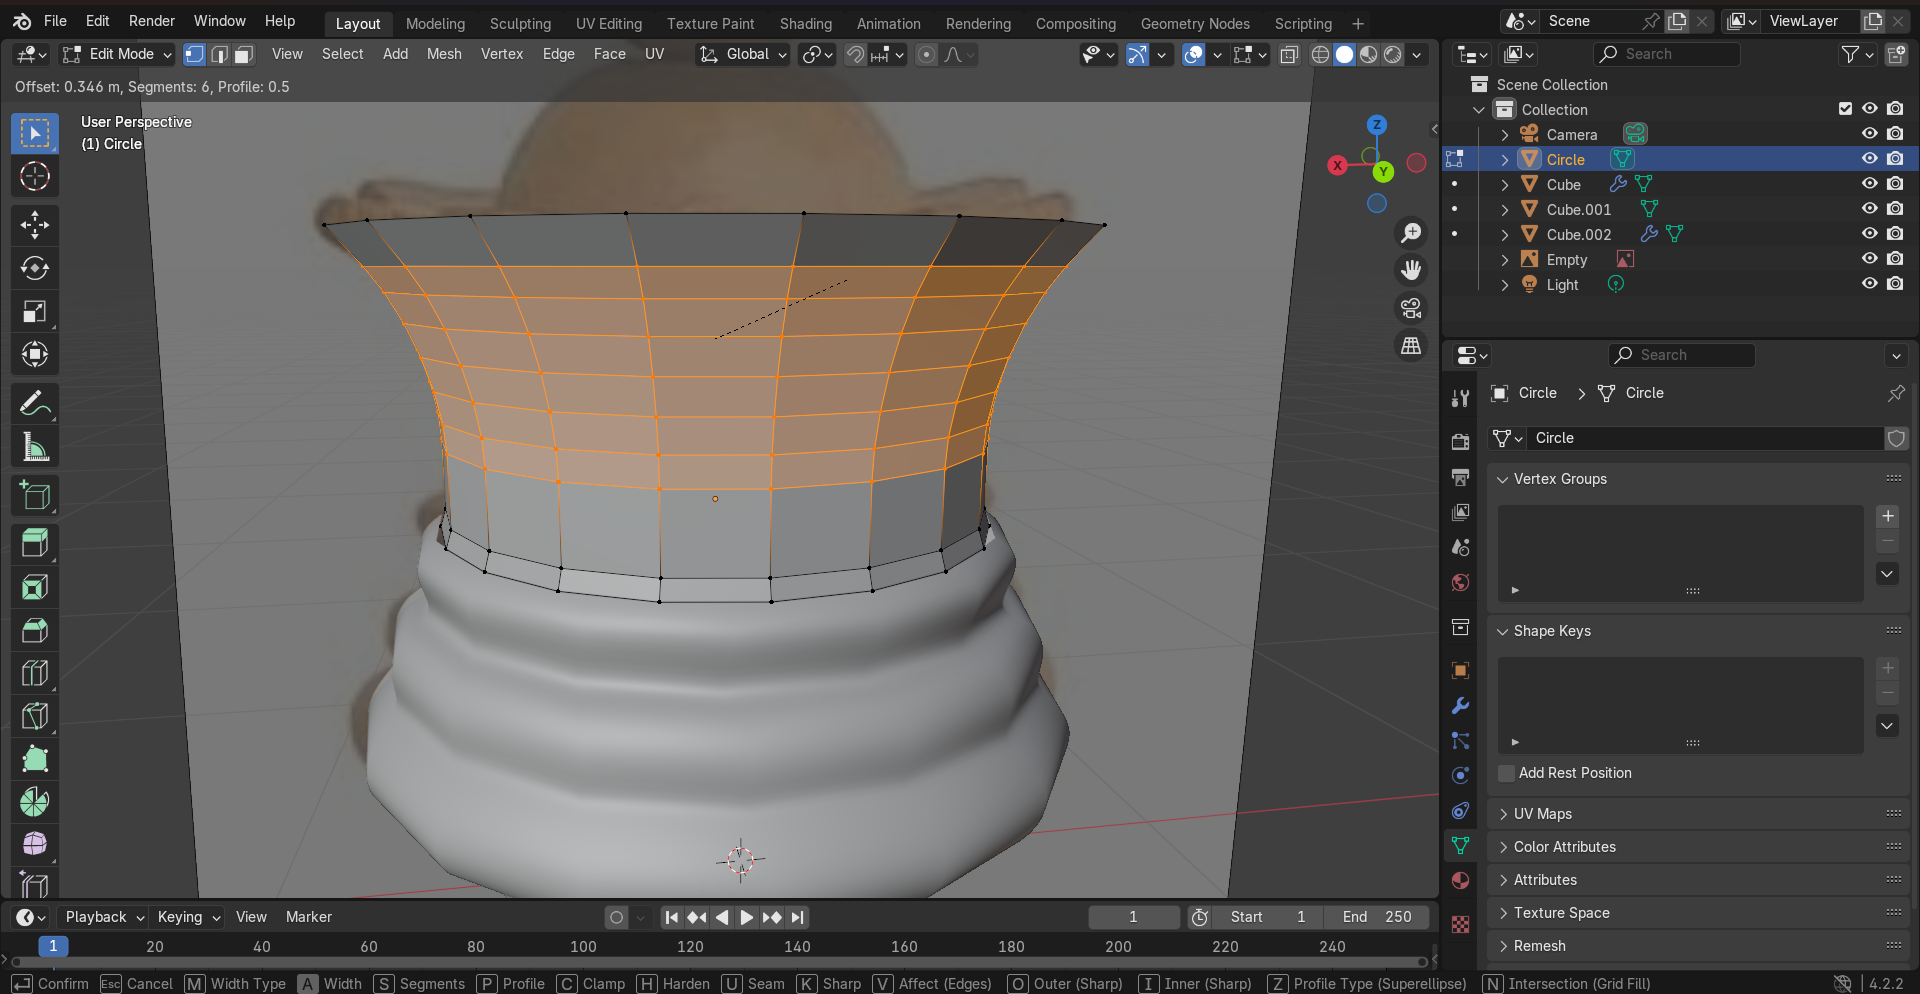 File Edit Render Window Help Layout Modeling Sculpting UV Editing Texture Paint Shading Animation Rendering Compositing Geometry Nodes Scripting + Scene ViewLayer
Edit Mode View Select Add Mesh Vertex Edge Face UV Global Search
Offset: 0.346 m, Segments: 6, Profile: 0.5
User Perspective
(1) Circle
Z
X
Y
Scene Collection
Collection
Camera
Circle
Cube
Cube.001
Cube.002
Empty
Light
Search
Circle > Circle
Circle
Vertex Groups
Shape Keys
Add Rest Position
UV Maps
Color Attributes
Attributes
Texture Space
Remesh
Playback Keying View Marker 1 Start 1 End 250
1 20 40 60 80 100 120 140 160 180 200 220 240
Confirm Esc Cancel M Width Type A Width S Segments P Profile C Clamp H Harden U Seam K Sharp V Affect (Edges) O Outer (Sharp) I Inner (Sharp) Z Profile Type (Superellipse) N Intersection (Grid Fill) 4.2.2